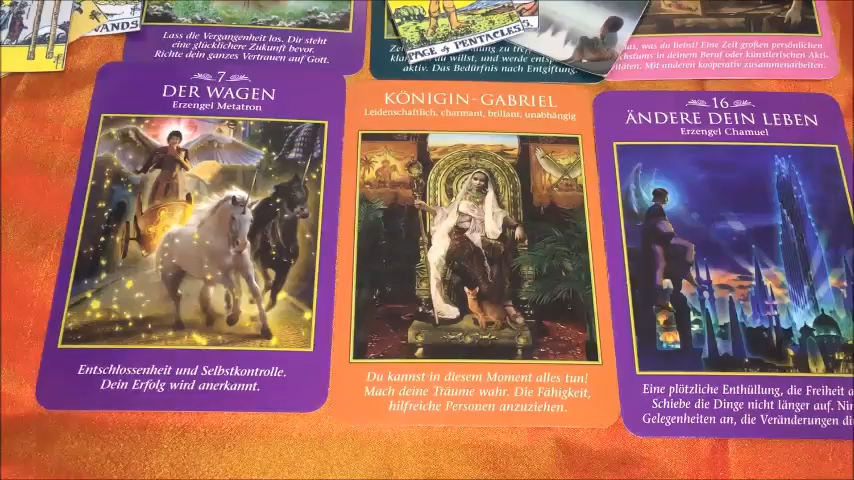 WANDS
Lass die Vergangenheit los. Dir steht
eine glücklichere Zukunft bevor.
Richte dein ganzes Vertrauen auf Gott.
PAGE of PENTACLES
du willst, und werde
aktiv. Das Bedürfnis nach Entgiftung.
was du liebst! Eine Zeit großen persönlichen
in deinem Beruf oder künstlerischen
Mit anderen kooperativ zusammenarbeiten.
7
DER WAGEN
Erzengel Metatron
Entschlossenheit und Selbstkontrolle.
Dein Erfolg wird anerkannt.
KÖNIGIN-GABRIEL
Leidenschaftlich, charmant, brillant, unabhängig
Du kannst in diesem Moment alles tun!
Mach deine Träume wahr. Die Fähigkeit,
hilfreiche Personen anzuziehen.
16
ÄNDERE DEIN LEBEN
Erzengel Chamuel
Eine plötzliche Enthüllung, die Freiheit
Schiebe die Dinge nicht länger auf.
Gelegenheiten an, die Veränderungen